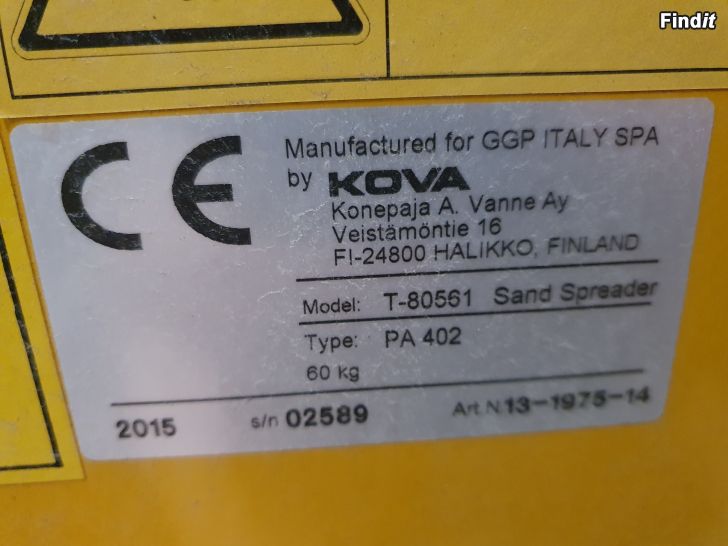 Findit
CE
Manufactured for GGP ITALY SPA
by KOVA
Konepaja A. Vanne Ay
Veistämöntie 16
FI-24800 HALIKKO, FINLAND
Model: T-80561 Sand Spreader
Type: PA 402
60 kg
2015 s/n 02589 Art N 13-1975-14